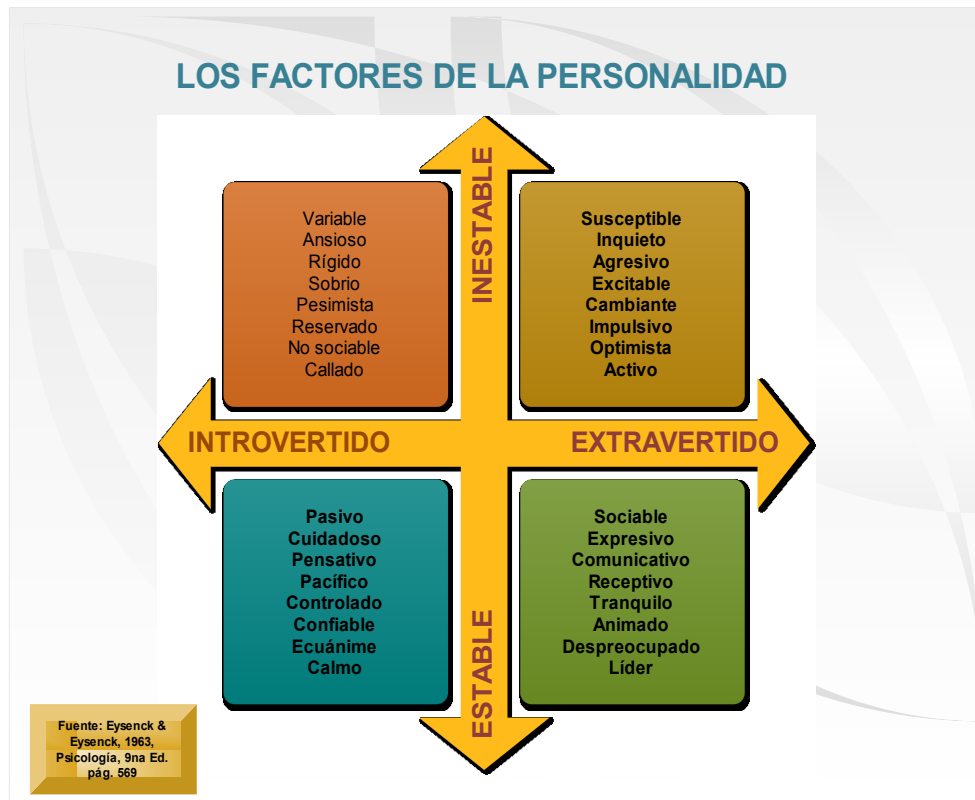 LOS FACTORES DE LA PERSONALIDAD
INESTABLE
Variable
Ansioso
Rígido
Sobrio
Pesimista
Reservado
No sociable
Callado
Susceptible
Inquieto
Agresivo
Excitable
Cambiante
Impulsivo
Optimista
Activo
INTROVERTIDO
EXTRAVERTIDO
Pasivo
Cuidadoso
Pensativo
Pacífico
Controlado
Confiable
Ecuánime
Calmo
Sociable
Expresivo
Comunicativo
Receptivo
Tranquilo
Animado
Despreocupado
Líder
ESTABLE
Fuente: Eysenck &
Eysenck, 1963,
Psicología, 9na Ed.
pág. 569